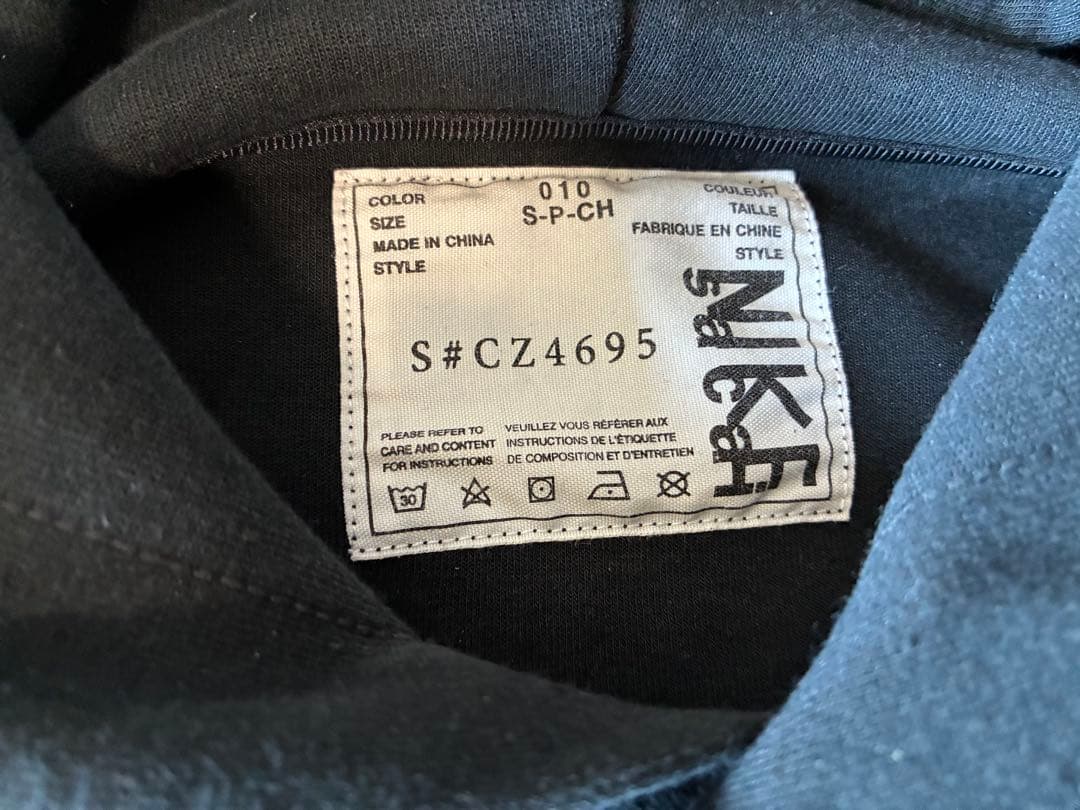 COLOR 010 COULEUR
SIZE S-P-CH TAILLE
MADE IN CHINA FABRIQUE EN CHINE
STYLE STYLE
S#CZ4695
PLEASE REFER TO
CARE AND CONTENT
FOR INSTRUCTIONS
VEUILLEZ VOUS RÉFÉRER AUX
INSTRUCTIONS DE L'ÉTIQUETTE
DE COMPOSITION ET D'ENTRETIEN
30
NIKE
sacai